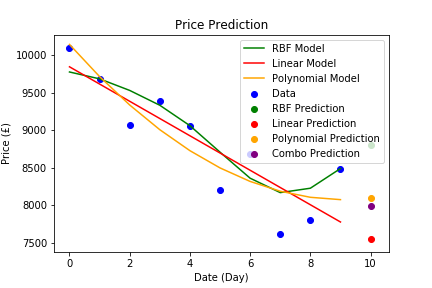 Price Prediction
RBF Model
Linear Model
Polynomial Model
Data
RBF Prediction
Linear Prediction
Polynomial Prediction
Combo Prediction
Price (£)
10000
9500
9000
8500
8000
7500
0 2 4 6 8 10
Date (Day)